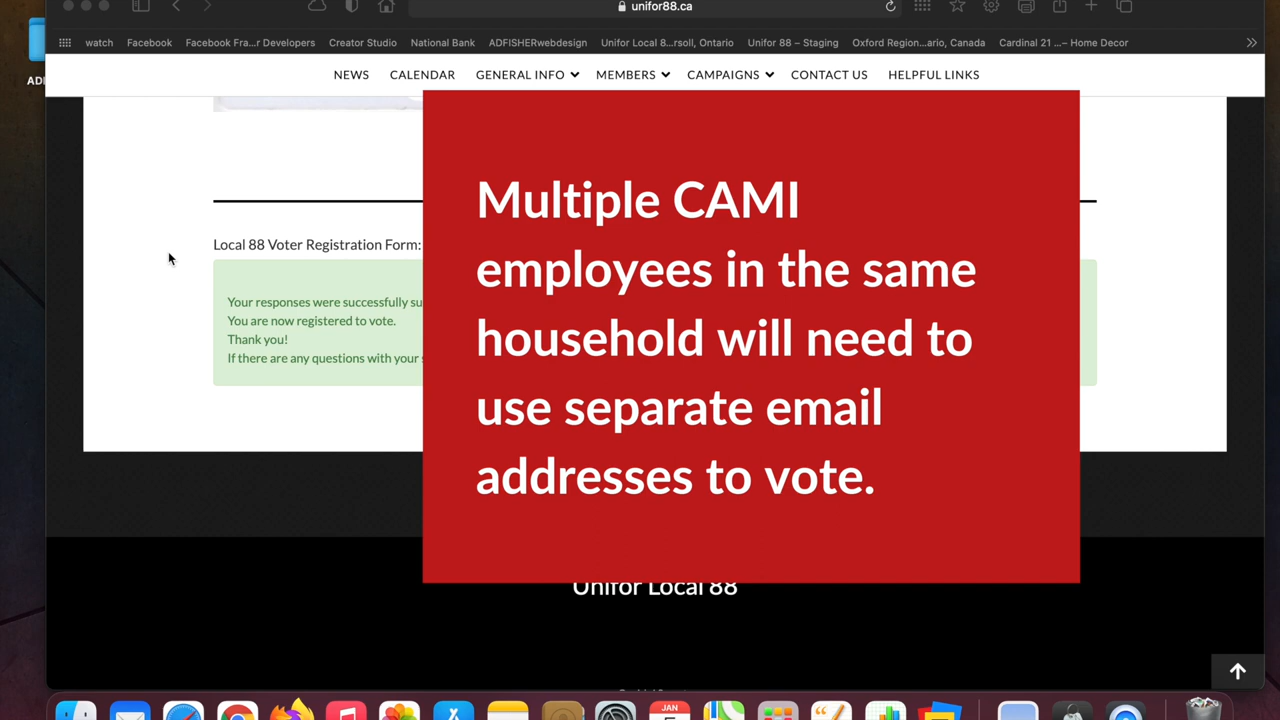 unifor88.ca
watch Facebook Facebook Fra...r Developers Creator Studio National Bank ADFISHERwebdesign Unifor Local 8...rsoll, Ontario Unifor 88 – Staging Oxford Region...ario, Canada Cardinal 21 ...– Home Decor
NEWS CALENDAR GENERAL INFO MEMBERS CAMPAIGNS CONTACT US HELPFUL LINKS
Multiple CAMI
employees in the same
household will need to
use separate email
addresses to vote.
Local 88 Voter Registration Form:
Your responses were successfully su
You are now registered to vote.
Thank you!
If there are any questions with your
Unifor Local 88
JAN